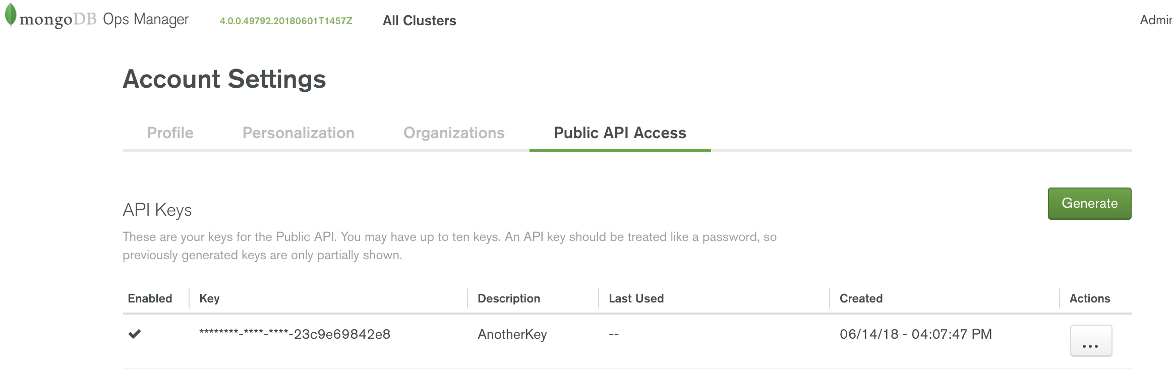 mongoDB Ops Manager 4.0.0.49792.20180601T1457Z All Clusters
Account Settings
Profile Personalization Organizations Public API Access
API Keys Generate
These are your keys for the Public API. You may have up to ten keys. An API key should be treated like a password, so
previously generated keys are only partially shown.
Enabled Key Description Last Used Created Actions
********-****-****-23c9e69842e8 AnotherKey -- 06/14/18 - 04:07:47 PM ...